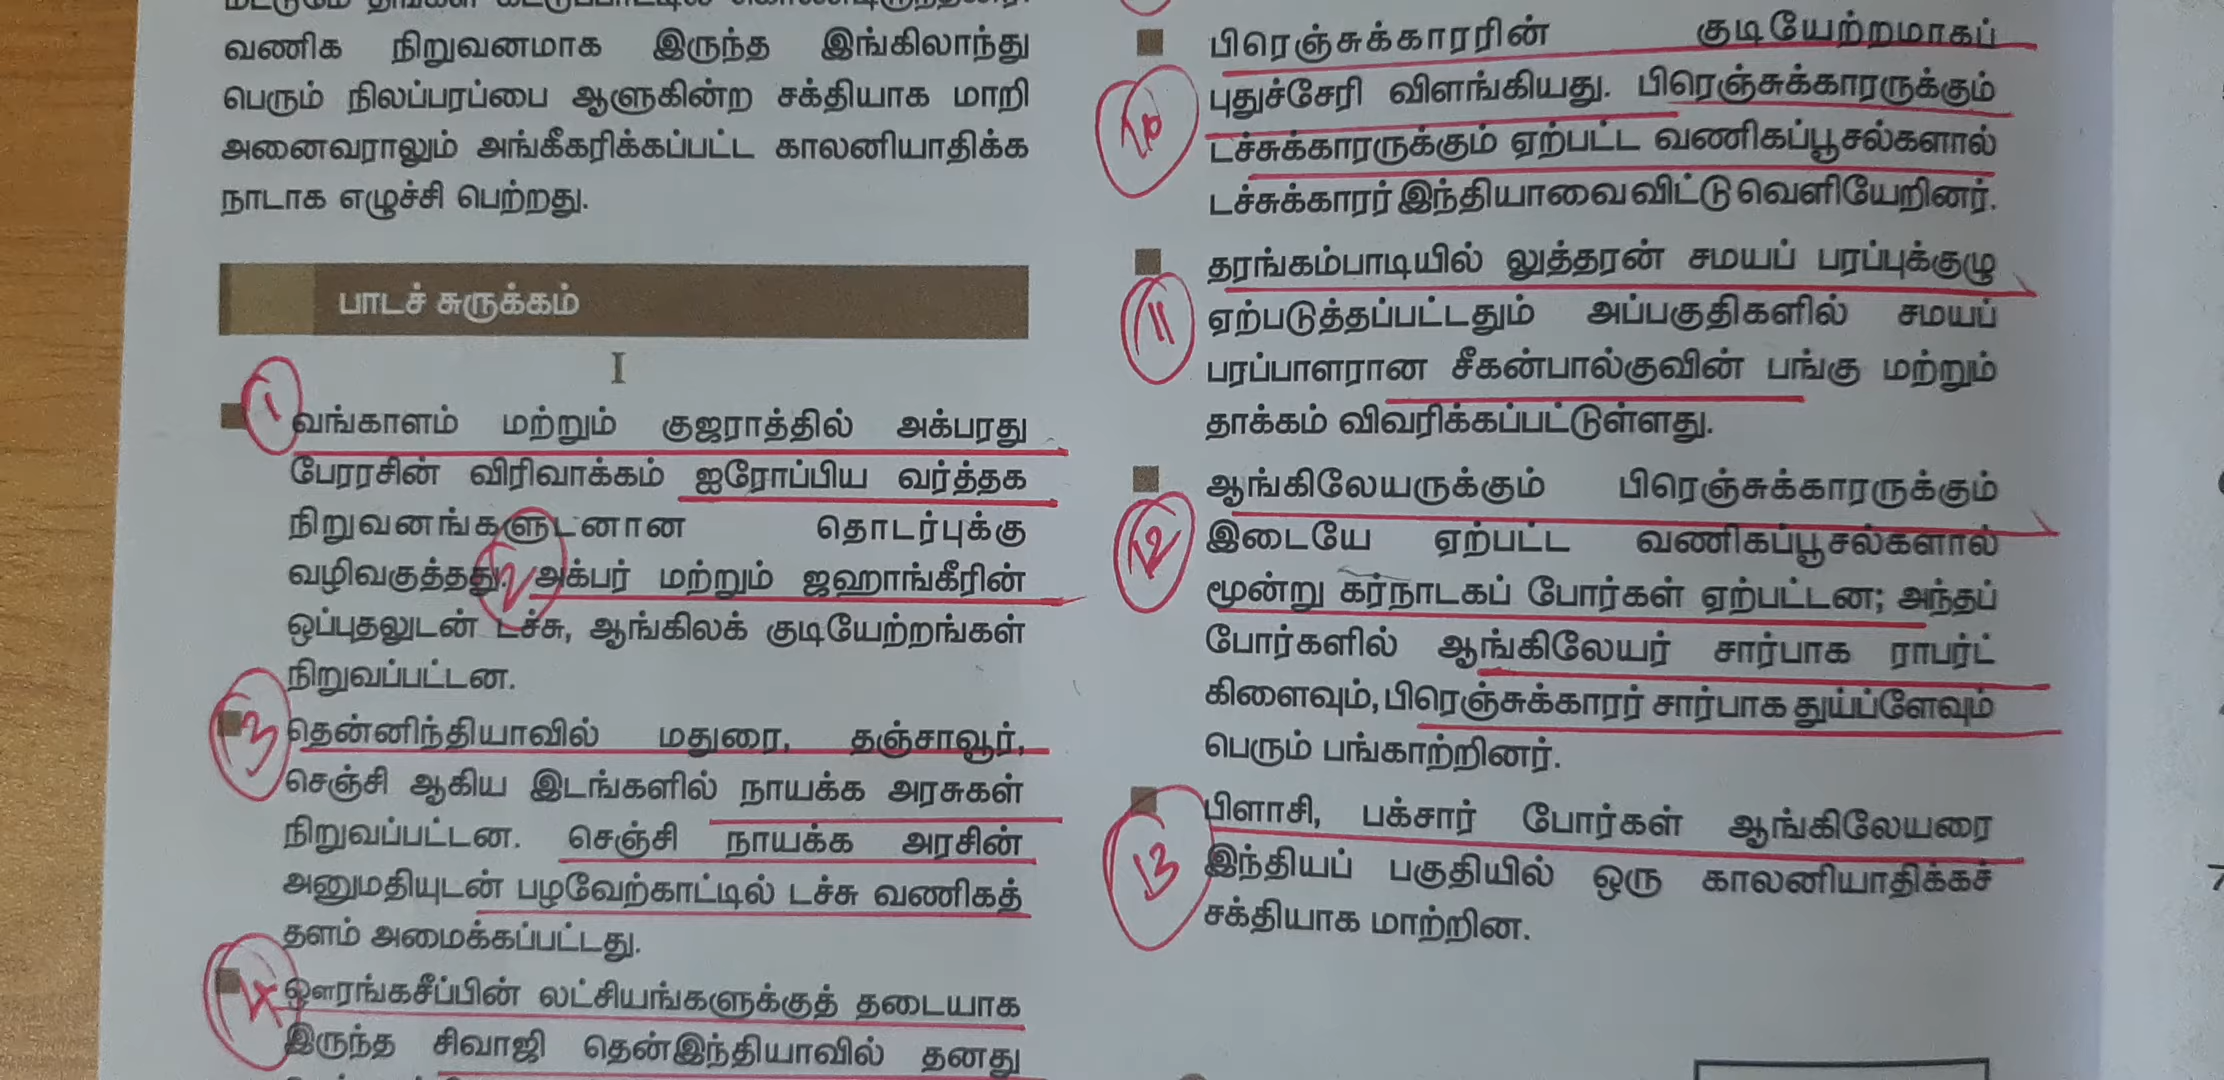 வணிக நிறுவனமாக இருந்த இங்கிலாந்து
பெரும் நிலப்பரப்பை ஆளுகின்ற சக்தியாக மாறி
அனைவராலும் அங்கீகரிக்கப்பட்ட காலனியாதிக்க
நாடாக எழுச்சி பெற்றது.
பாடச் சுருக்கம்
I
1
வங்காளம் மற்றும் குஜராத்தில் அக்பரது
பேரரசின் விரிவாக்கம் ஐரோப்பிய வர்த்தக
நிறுவனங்களுடனான தொடர்புக்கு
வழிவகுத்தது. 2 அக்பர் மற்றும் ஜஹாங்கீரின்
ஒப்புதலுடன் டச்சு, ஆங்கிலக் குடியேற்றங்கள்
நிறுவப்பட்டன.
3
தென்னிந்தியாவில் மதுரை, தஞ்சாவூர்,
செஞ்சி ஆகிய இடங்களில் நாயக்க அரசுகள்
நிறுவப்பட்டன. செஞ்சி நாயக்க அரசின்
அனுமதியுடன் பழவேற்காட்டில் டச்சு வணிகத்
தளம் அமைக்கப்பட்டது.
4
ஔரங்கசீப்பின் லட்சியங்களுக்குத் தடையாக
இருந்த சிவாஜி தென்இந்தியாவில் தனது
பிரெஞ்சுக்காரரின் குடியேற்றமாகப்
10
புதுச்சேரி விளங்கியது. பிரெஞ்சுக்காரருக்கும்
டச்சுக்காரருக்கும் ஏற்பட்ட வணிகப்பூசல்களால்
டச்சுக்காரர் இந்தியாவை விட்டு வெளியேறினர்.
தரங்கம்பாடியில் லுத்தரன் சமயப் பரப்புக்குழு
11
ஏற்படுத்தப்பட்டதும் அப்பகுதிகளில் சமயப்
பரப்பாளரான சீகன்பால்குவின் பங்கு மற்றும்
தாக்கம் விவரிக்கப்பட்டுள்ளது.
ஆங்கிலேயருக்கும் பிரெஞ்சுக்காரருக்கும்
12
இடையே ஏற்பட்ட வணிகப்பூசல்களால்
மூன்று கர்நாடகப் போர்கள் ஏற்பட்டன; அந்தப்
போர்களில் ஆங்கிலேயர் சார்பாக ராபர்ட்
கிளைவும், பிரெஞ்சுக்காரர் சார்பாக துய்ப்ளேவும்
பெரும் பங்காற்றினர்.
பிளாசி, பக்சார் போர்கள் ஆங்கிலேயரை
13
இந்தியப் பகுதியில் ஒரு காலனியாதிக்கச்
சக்தியாக மாற்றின.